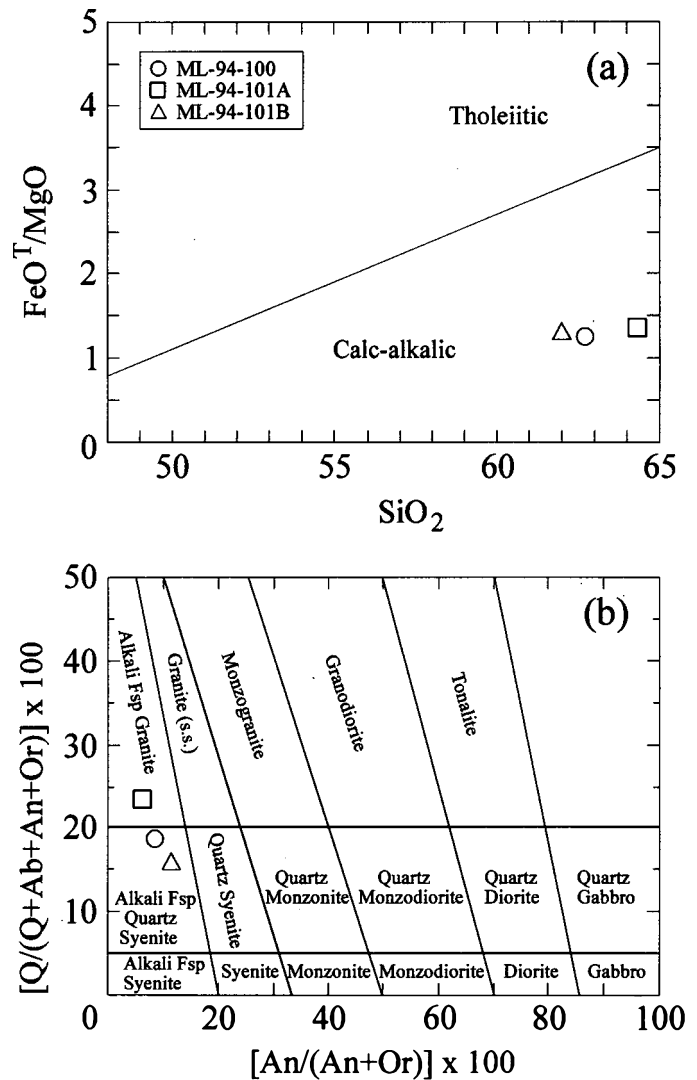 (a)
ML-94-100
ML-94-101A
ML-94-101B
Tholeiitic
Calc-alkalic
FeOᵀ/MgO
5
4
3
2
1
0
50
55
60
65
SiO₂
(b)
Alkali Fsp Granite
Granite (s.s.)
Monzogranite
Granodiorite
Tonalite
Alkali Fsp
Quartz
Syenite
Quartz Syenite
Quartz
Monzonite
Quartz
Monzodiorite
Quartz
Diorite
Quartz
Gabbro
Alkali Fsp
Syenite
Syenite
Monzonite
Monzodiorite
Diorite
Gabbro
[Q/(Q+Ab+An+Or)] x 100
50
40
30
20
10
0
20
40
60
80
100
[An/(An+Or)] x 100